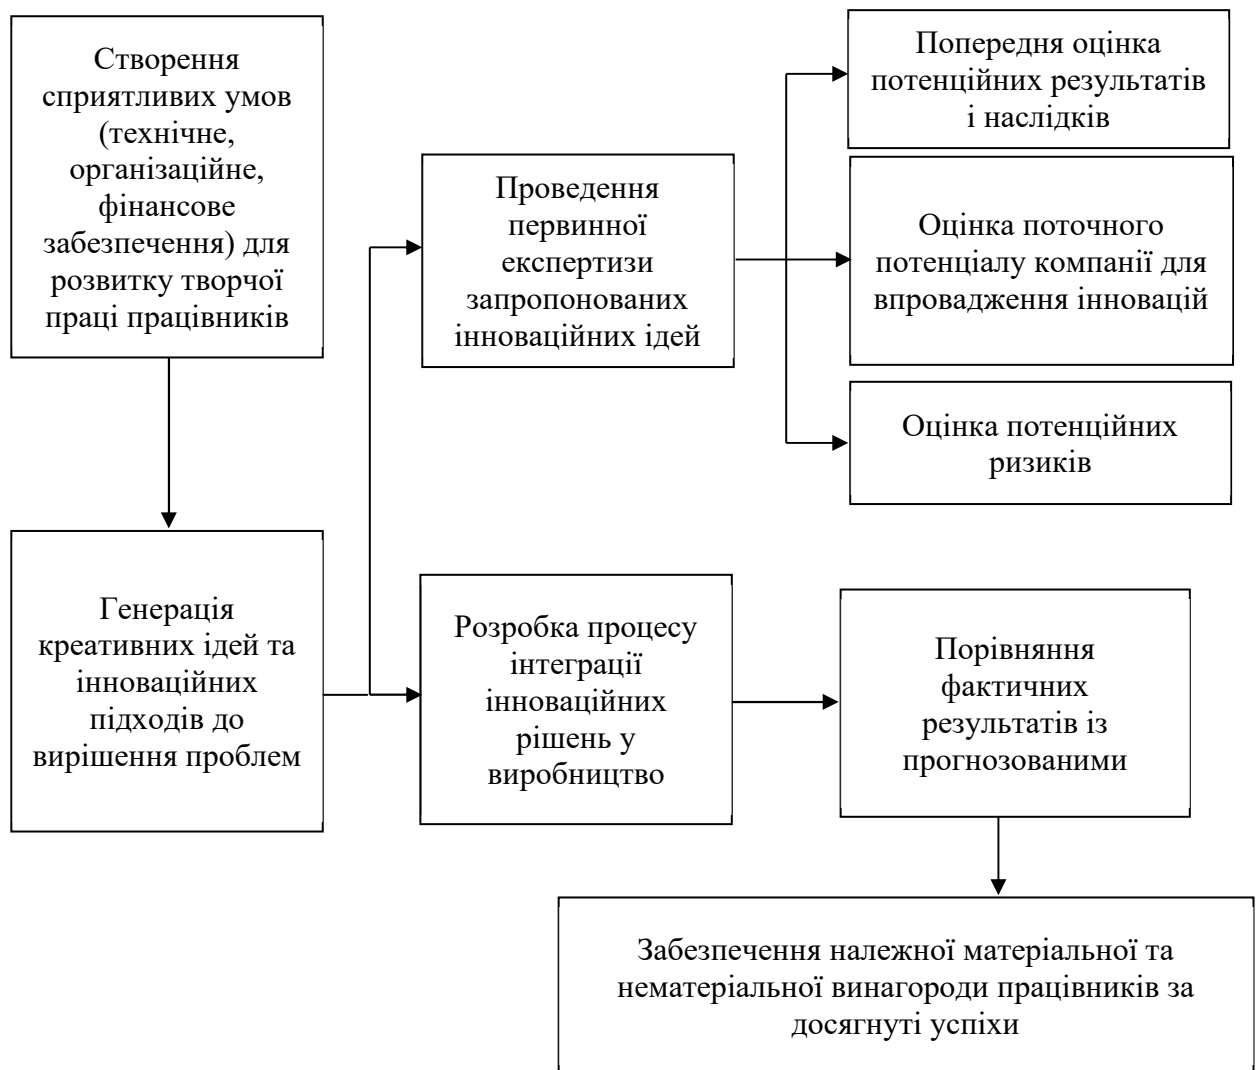 Створення
сприятливих умов
(технічне,
організаційне,
фінансове
забезпечення) для
розвитку творчої
праці працівників
Генерація
креативних ідей та
інноваційних
підходів до
вирішення проблем
Проведення
первинної
експертизи
запропонованих
інноваційних ідей
Попередня оцінка
потенційних результатів
і наслідків
Оцінка поточного
потенціалу компанії для
впровадження інновацій
Оцінка потенційних
ризиків
Розробка процесу
інтеграції
інноваційних
рішень у
виробництво
Порівняння
фактичних
результатів із
прогнозованими
Забезпечення належної матеріальної та
нематеріальної винагороди працівників за
досягнуті успіхи